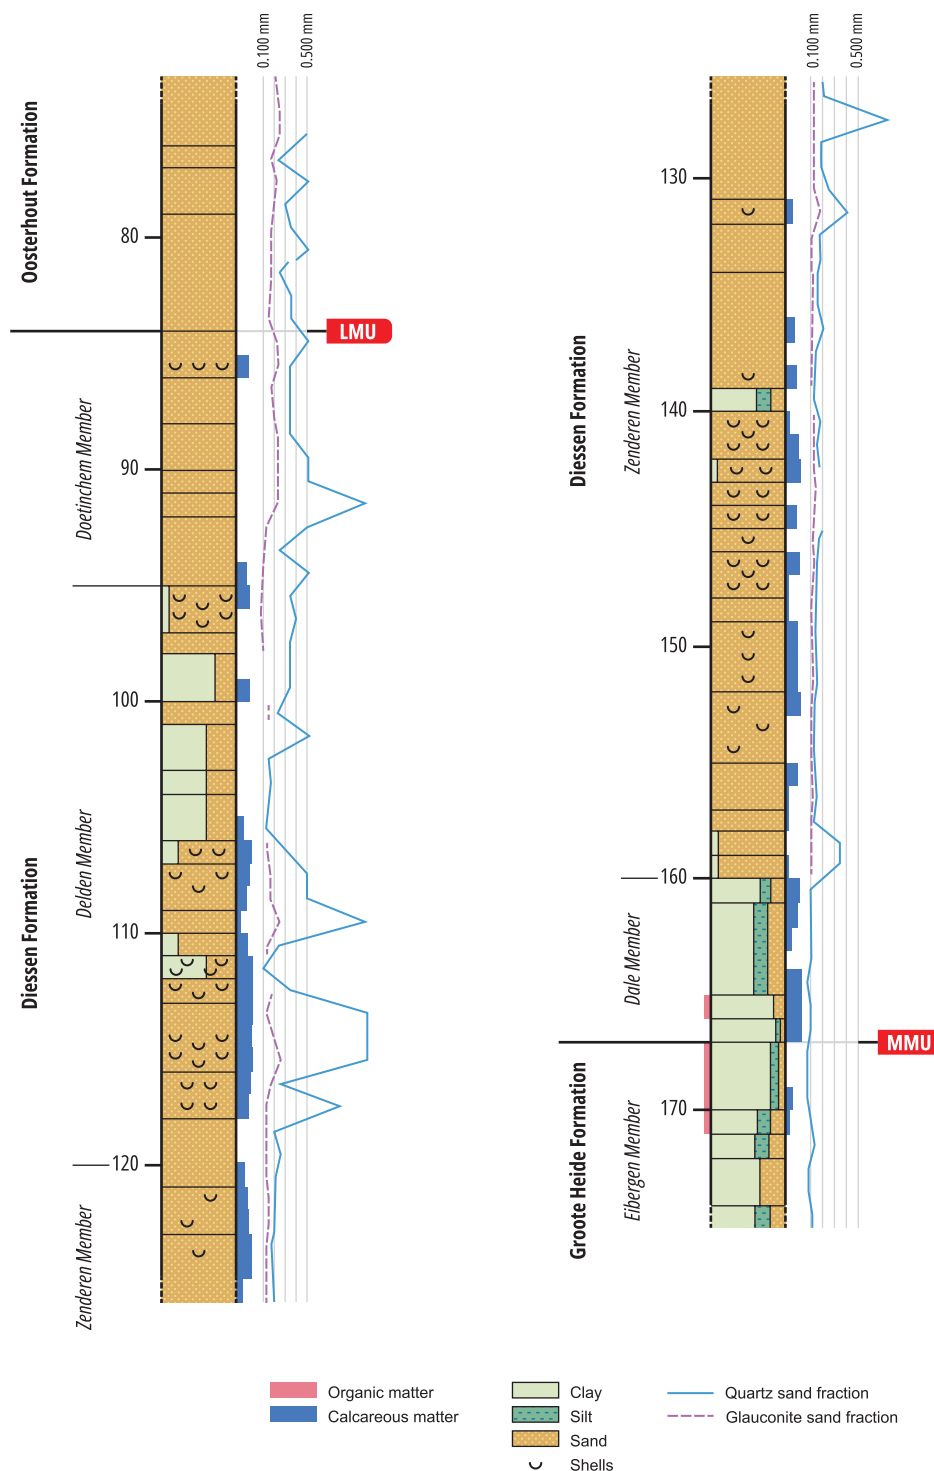 0.100 mm
0.500 mm
Oosterhout Formation
80
LMU
Doetinchem Member
90
100
Delden Member
Diessen Formation
110
120
Zenderen Member
0.100 mm
0.500 mm
130
Diessen Formation
Zenderen Member
140
150
160
Dale Member
MMU
Groote Heide Formation
Eibergen Member
170
Organic matter
Calcareous matter
Clay
Silt
Sand
Shells
Quartz sand fraction
Glauconite sand fraction